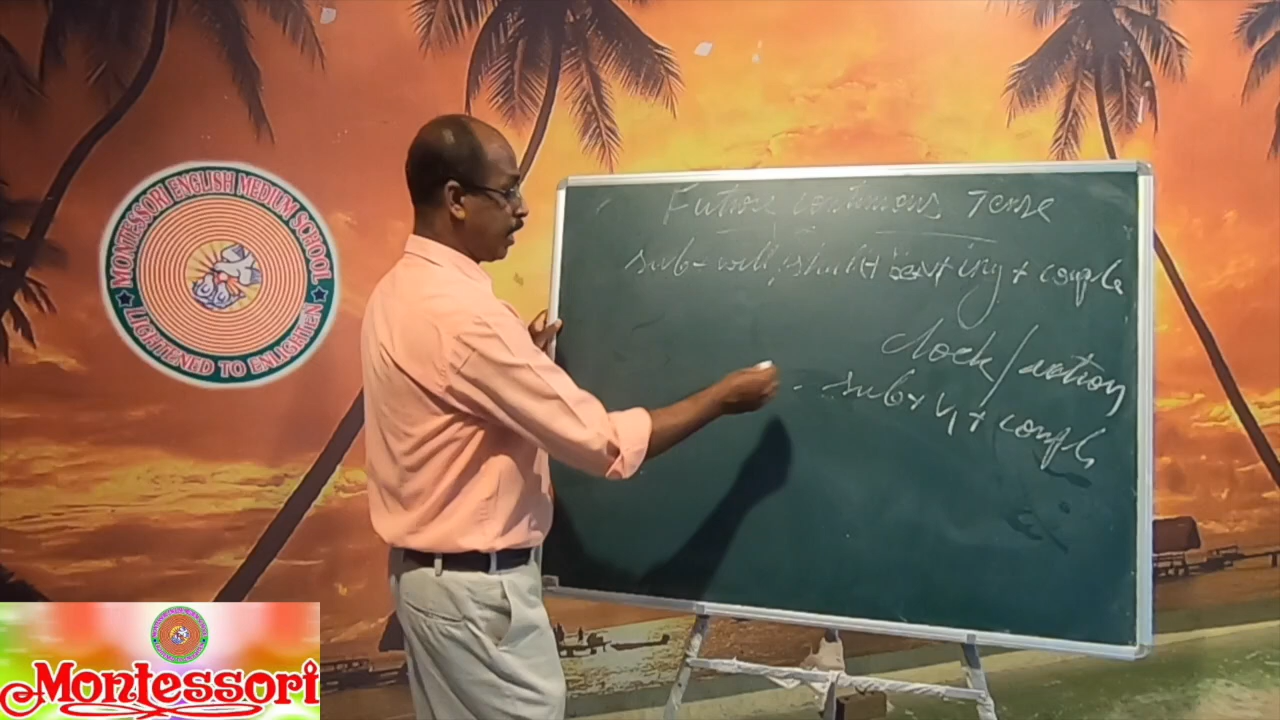 MONTESSORI ENGLISH MEDIUM SCHOOL
LIGHTENED TO ENLIGHTEN
Future continuous Tense
sub - will, shall + be + v1 + ing + comple
clock / action
- sub + v1 + comple
Montessori